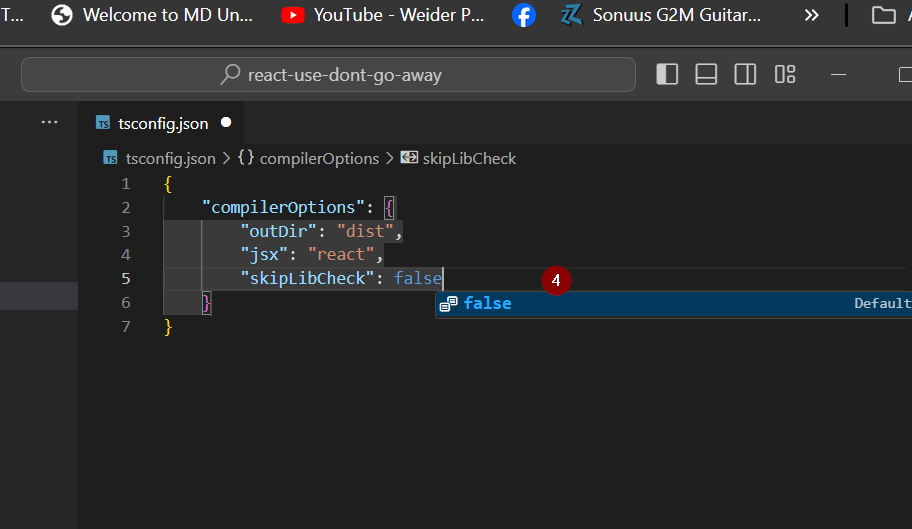 T... Welcome to MD Un... YouTube - Weider P... Sonuus G2M Guitar...
react-use-dont-go-away
... TS tsconfig.json
TS tsconfig.json > {} compilerOptions > skipLibCheck
1 {
2 "compilerOptions": {
3 "outDir": "dist",
4 "jsx": "react",
5 "skipLibCheck": false 4
false Default
6 }
7 }